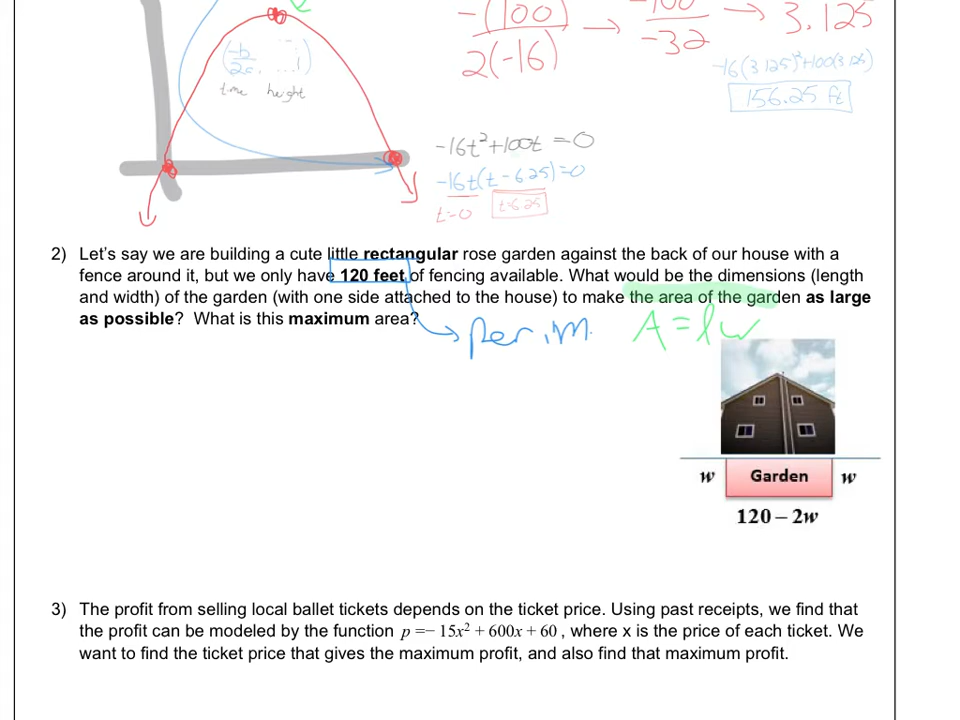 -(100)
2(-16)
→
-100
-32
→ 3.125
-16(3.125)²+100(3.125)
156.25 ft
-b
2a,
time height
-16t²+100t = 0
-16t(t-6.25)=0
t=0 t=6.25
2) Let's say we are building a cute little rectangular rose garden against the back of our house with a
fence around it, but we only have 120 feet of fencing available. What would be the dimensions (length
and width) of the garden (with one side attached to the house) to make the area of the garden as large
as possible? What is this maximum area?
→ perim. A = lw
w Garden w
120 – 2w
3) The profit from selling local ballet tickets depends on the ticket price. Using past receipts, we find that
the profit can be modeled by the function p =− 15x² + 600x + 60 , where x is the price of each ticket. We
want to find the ticket price that gives the maximum profit, and also find that maximum profit.